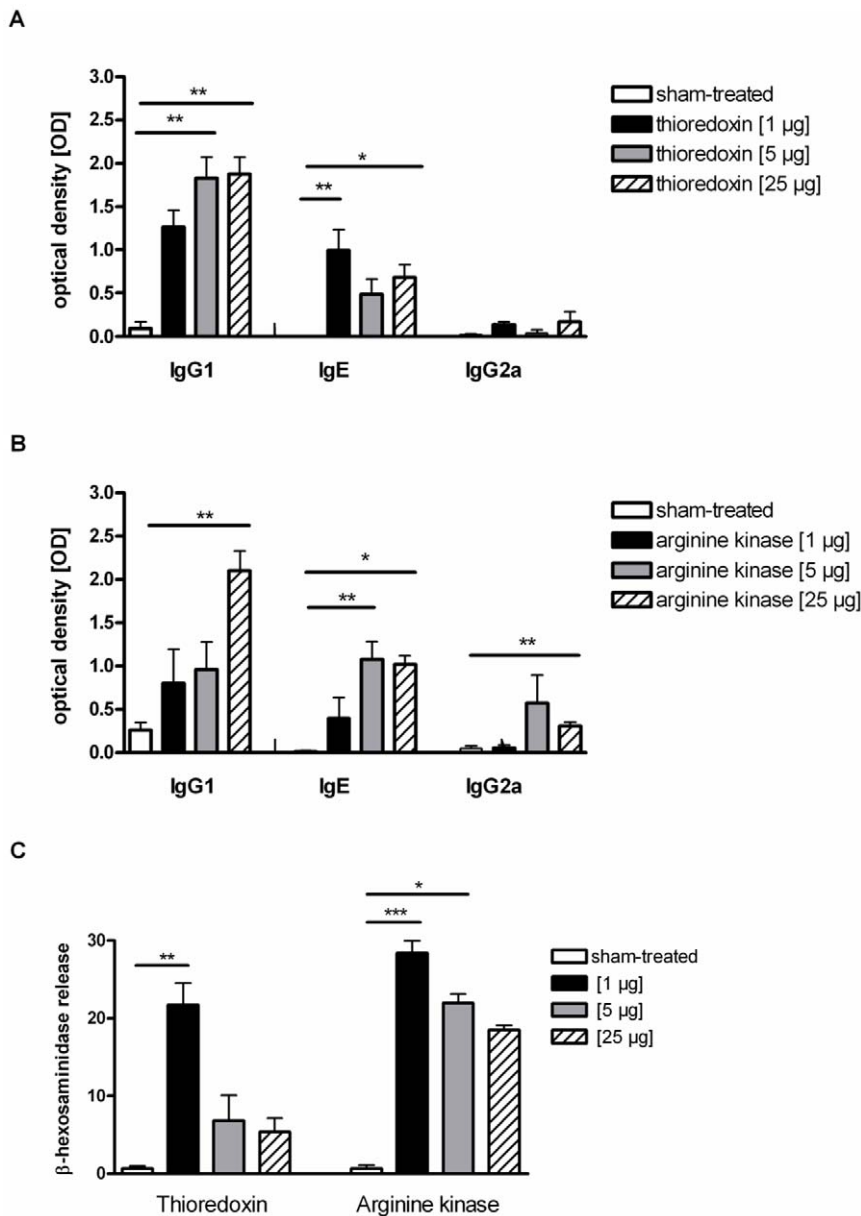 A
3.0
2.5
2.0
1.5
1.0
0.5
0.0
optical density [OD]
**
**
*
**
IgG1 IgE IgG2a
sham-treated
thioredoxin [1 µg]
thioredoxin [5 µg]
thioredoxin [25 µg]
B
3.0
2.5
2.0
1.5
1.0
0.5
0.0
optical density [OD]
**
*
**
**
IgG1 IgE IgG2a
sham-treated
arginine kinase [1 µg]
arginine kinase [5 µg]
arginine kinase [25 µg]
C
30
20
10
0
β-hexosaminidase release
**
*
***
Thioredoxin Arginine kinase
sham-treated
[1 µg]
[5 µg]
[25 µg]